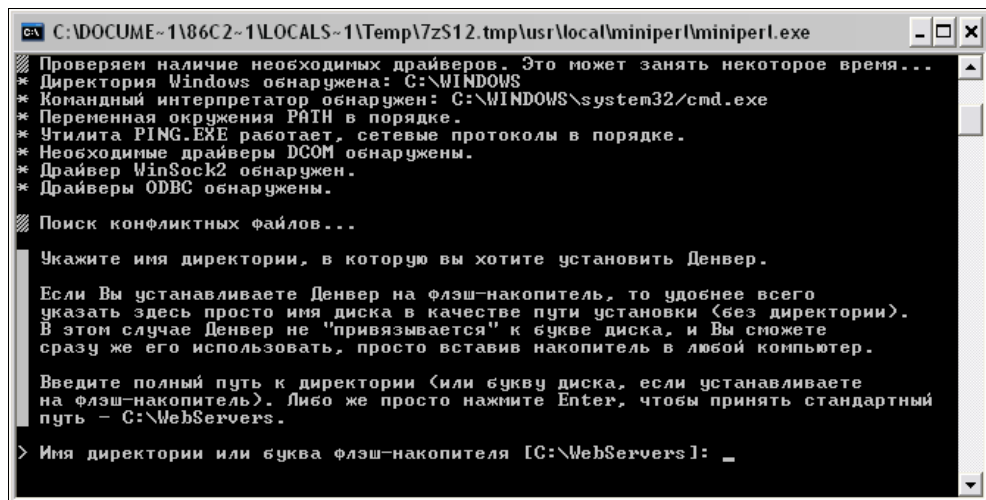 C:\DOCUME~1\86C2~1\LOCALS~1\Temp\7zS12.tmp\usr\local\miniperl\miniperl.exe
Проверяем наличие необходимых драйверов. Это может занять некоторое время...
* Директория Windows обнаружена: C:\WINDOWS
* Командный интерпретатор обнаружен: C:\WINDOWS\system32/cmd.exe
* Переменная окружения PATH в порядке.
* Утилита PING.EXE работает, сетевые протоколы в порядке.
* Необходимые драйверы DCOM обнаружены.
* Драйвер WinSock2 обнаружен.
* Драйверы ODBC обнаружены.
Поиск конфликтных файлов...
Укажите имя директории, в которую вы хотите установить Денвер.
Если Вы устанавливаете Денвер на флэш-накопитель, то удобнее всего
указать здесь просто имя диска в качестве пути установки (без директории).
В этом случае Денвер не "привязывается" к букве диска, и Вы сможете
сразу же его использовать, просто вставив накопитель в любой компьютер.
Введите полный путь к директории (или букву диска, если устанавливаете
на флэш-накопитель). Либо же просто нажмите Enter, чтобы принять стандартный
путь - C:\WebServers.
> Имя директории или буква флэш-накопителя [C:\WebServers]: _